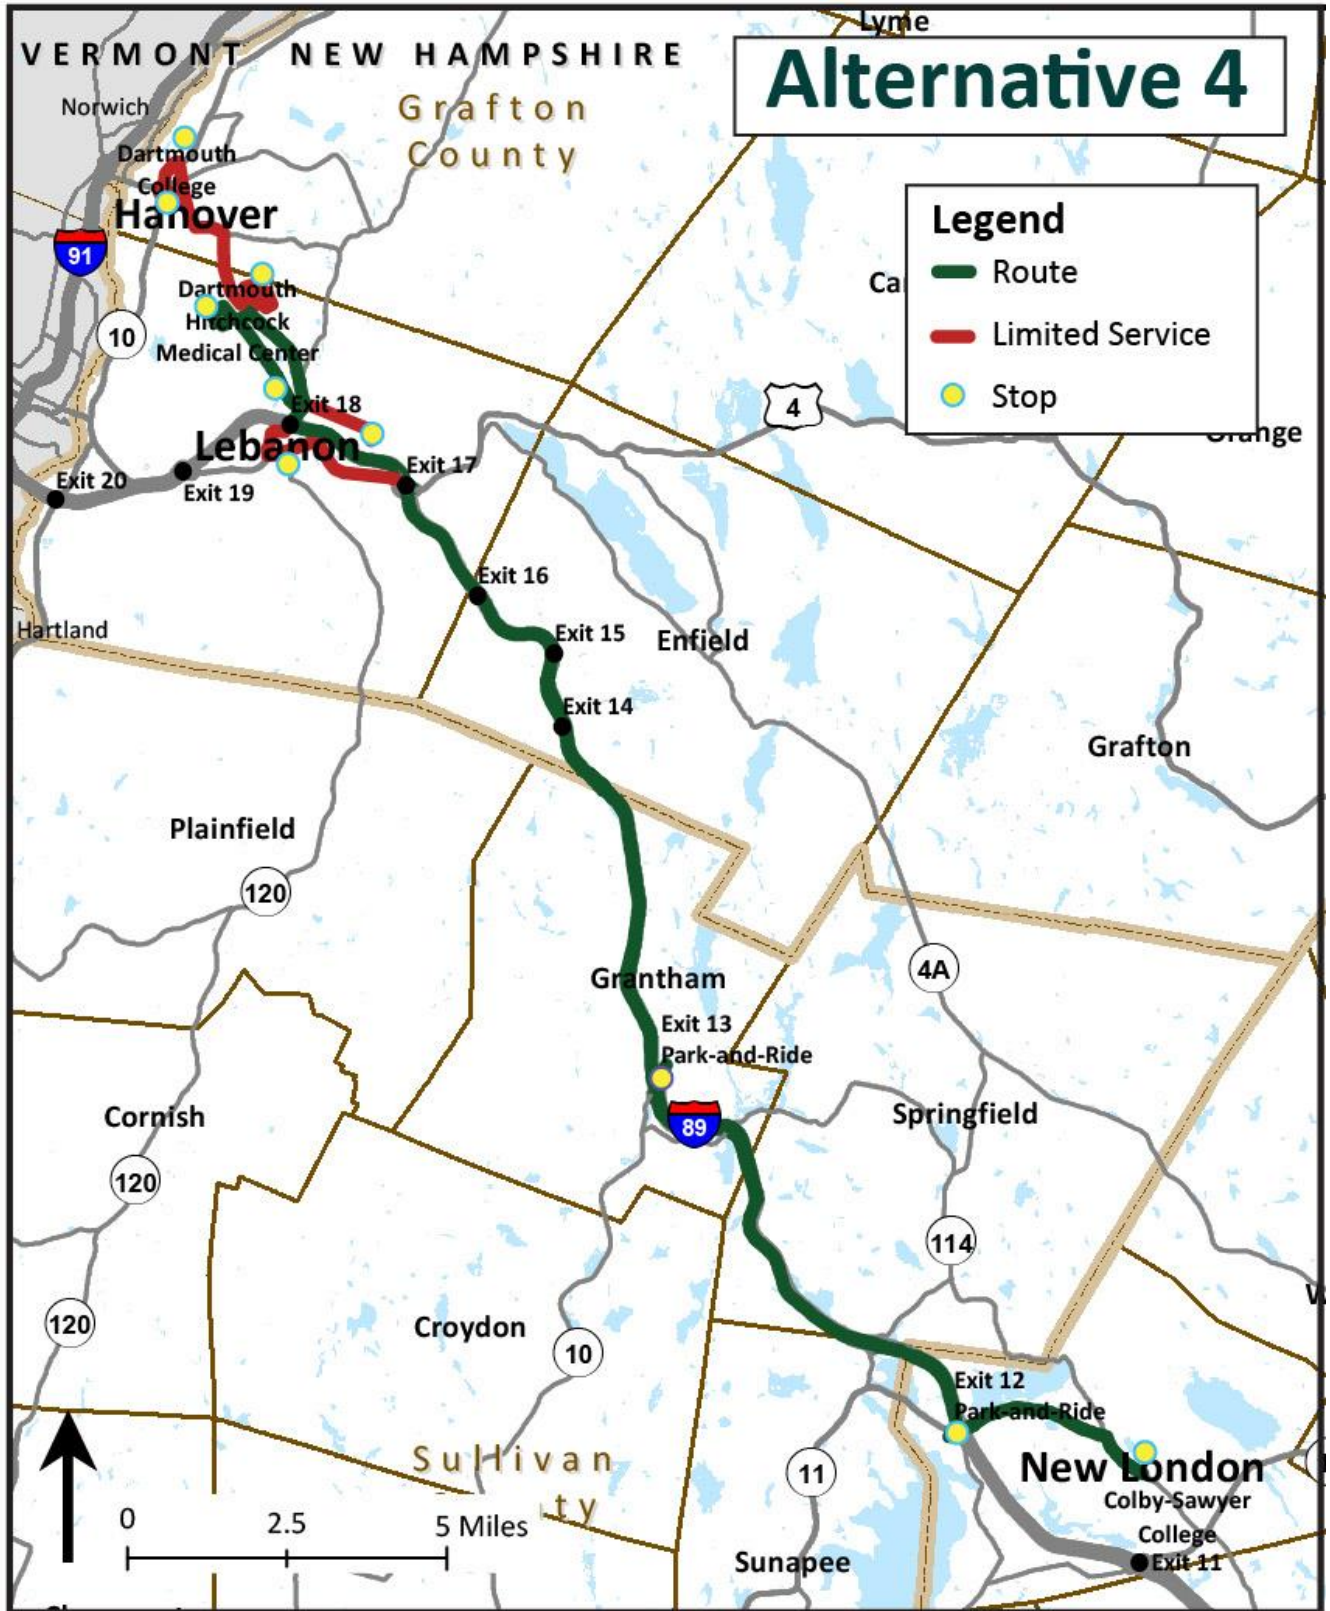 Lyme
VERMONT
NEW HAMPSHIRE
Alternative 4
Norwich
Grafton
County
Dartmouth
College
Hanover
91
Legend
Route
Limited Service
Stop
Dartmouth
Hitchcock
Medical Center
10
4
Exit 18
Lebanon
Exit 17
Exit 20
Exit 19
Exit 16
Hartland
Exit 15
Enfield
Exit 14
Grafton
Plainfield
120
4A
Grantham
Exit 13
Park-and-Ride
Cornish
89
Springfield
120
114
120
Croydon
10
Exit 12
Park-and-Ride
Sullivan
11
New London
Colby-Sawyer
College
0 2.5 5 Miles
Sunapee
Exit 11